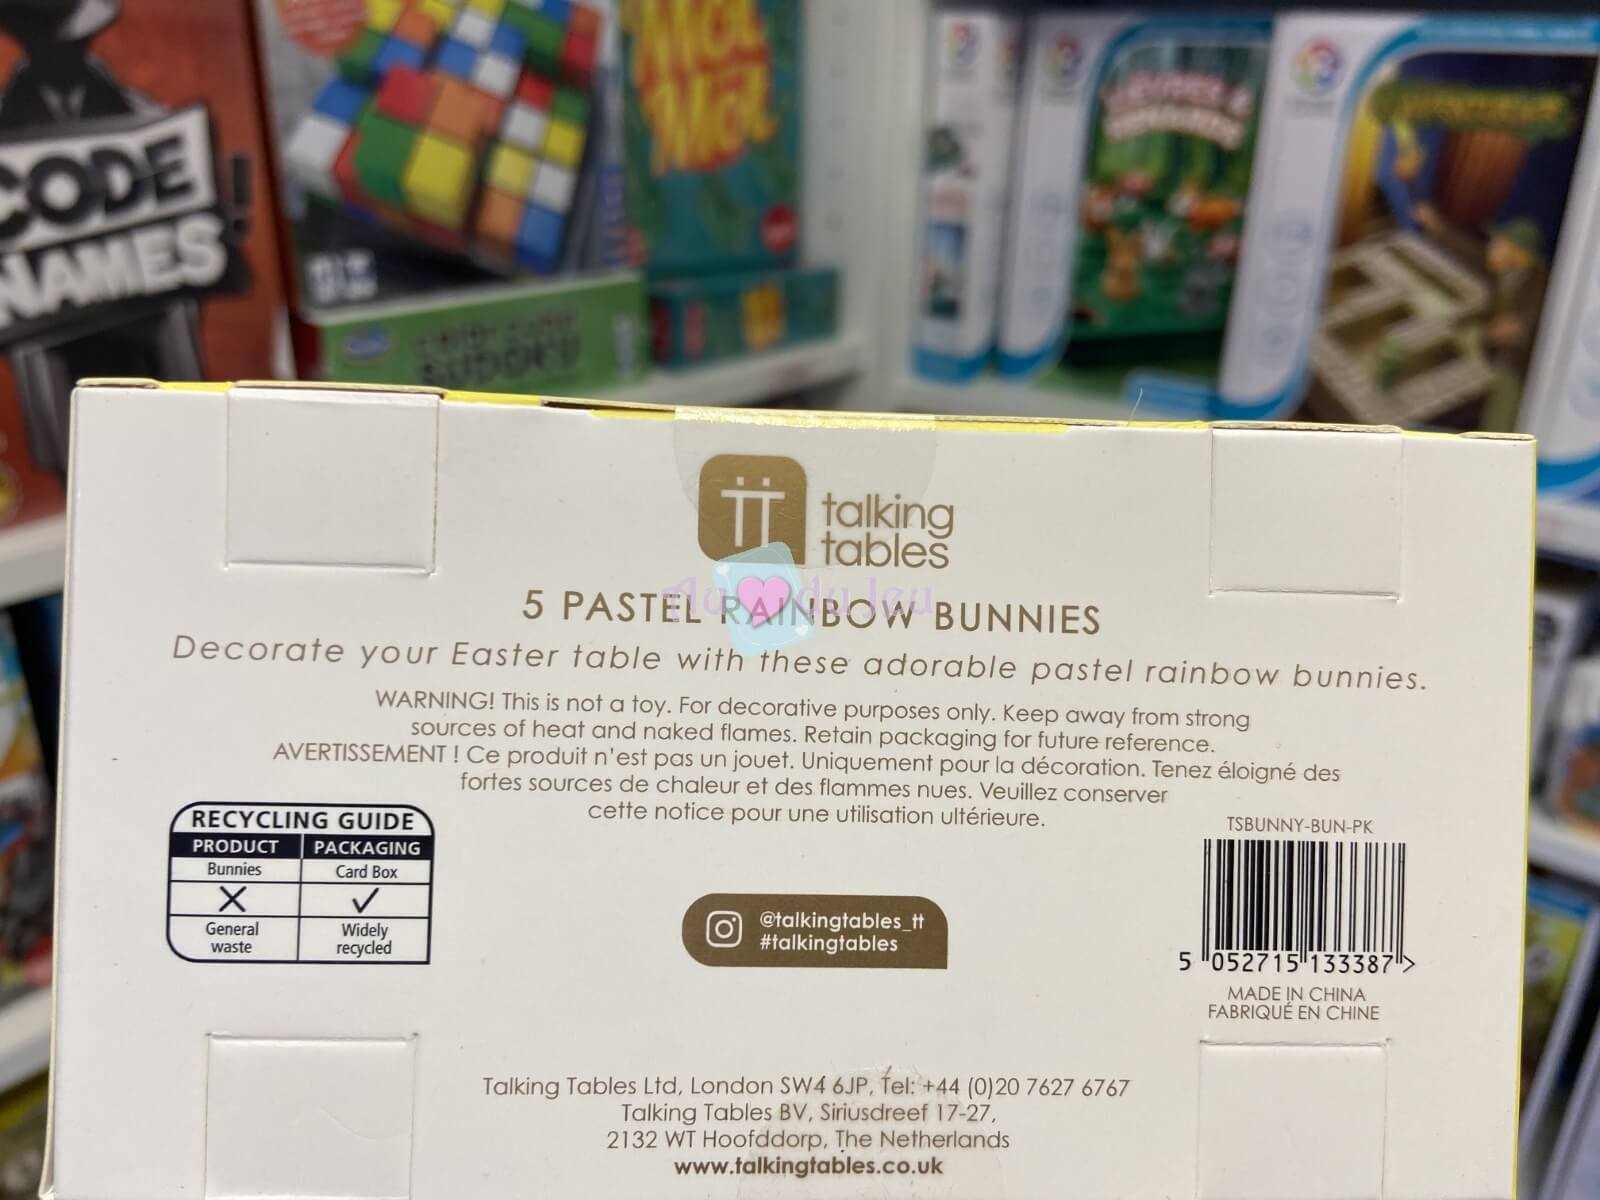 CODE
NAMES
SUDOKU
talking
tables
Au du Jeu
5 PASTEL RAINBOW BUNNIES
Decorate your Easter table with these adorable pastel rainbow bunnies.
WARNING! This is not a toy. For decorative purposes only. Keep away from strong
sources of heat and naked flames. Retain packaging for future reference.
AVERTISSEMENT ! Ce produit n'est pas un jouet. Uniquement pour la décoration. Tenez éloigné des
fortes sources de chaleur et des flammes nues. Veuillez conserver
cette notice pour une utilisation ultérieure.
RECYCLING GUIDE
PRODUCT PACKAGING
Bunnies Card Box
General Widely
waste recycled
@talkingtables_tt
#talkingtables
TSBUNNY-BUN-PK
5 052715 133387 >
MADE IN CHINA
FABRIQUÉ EN CHINE
Talking Tables Ltd, London SW4 6JP, Tel: +44 (0)20 7627 6767
Talking Tables BV, Siriusdreef 17-27,
2132 WT Hoofddorp, The Netherlands
www.talkingtables.co.uk